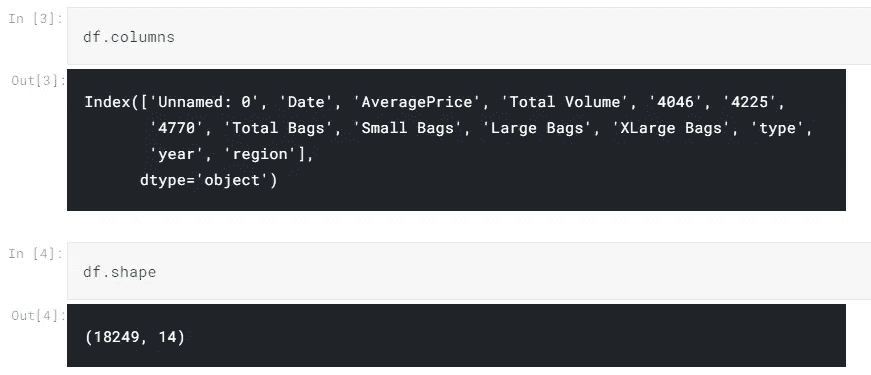 In [3]:
df.columns
Out[3]:
Index(['Unnamed: 0', 'Date', 'AveragePrice', 'Total Volume', '4046', '4225',
'4770', 'Total Bags', 'Small Bags', 'Large Bags', 'XLarge Bags', 'type',
'year', 'region'],
dtype='object')
In [4]:
df.shape
Out[4]:
(18249, 14)